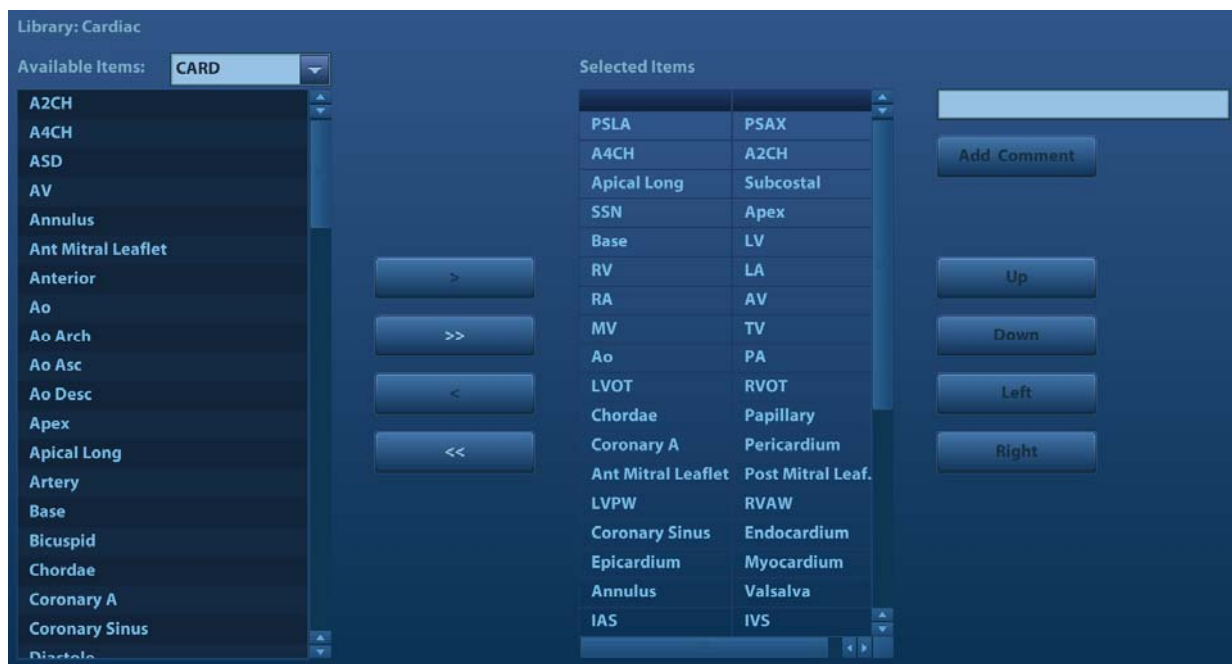 Library: Cardiac
Available Items: CARD
A2CH
A4CH
ASD
AV
Annulus
Ant Mitral Leaflet
Anterior
Ao
Ao Arch
Ao Asc
Ao Desc
Apex
Apical Long
Artery
Base
Bicuspid
Chordae
Coronary A
Coronary Sinus
Diastole
>
>>
<
<<
Selected Items
PSLA PSAX
A4CH A2CH
Apical Long Subcostal
SSN Apex
Base LV
RV LA
RA AV
MV TV
Ao PA
LVOT RVOT
Chordae Papillary
Coronary A Pericardium
Ant Mitral Leaflet Post Mitral Leaf.
LVPW RVAW
Coronary Sinus Endocardium
Epicardium Myocardium
Annulus Valsalva
IAS IVS
Add Comment
Up
Down
Left
Right